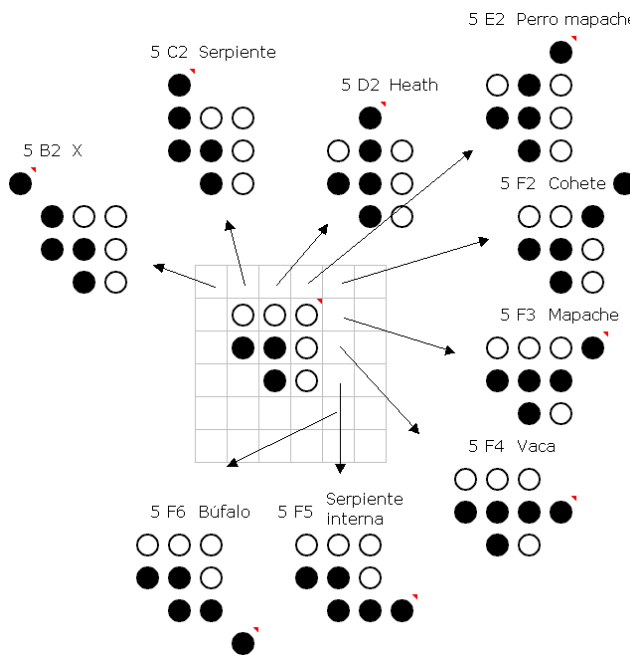 5 E2 Perro mapache
5 C2 Serpiente
5 D2 Heath
5 B2 X
5 F2 Cohete
5 F3 Mapache
5 F4 Vaca
5 F6 Búfalo
5 F5 Serpiente
interna